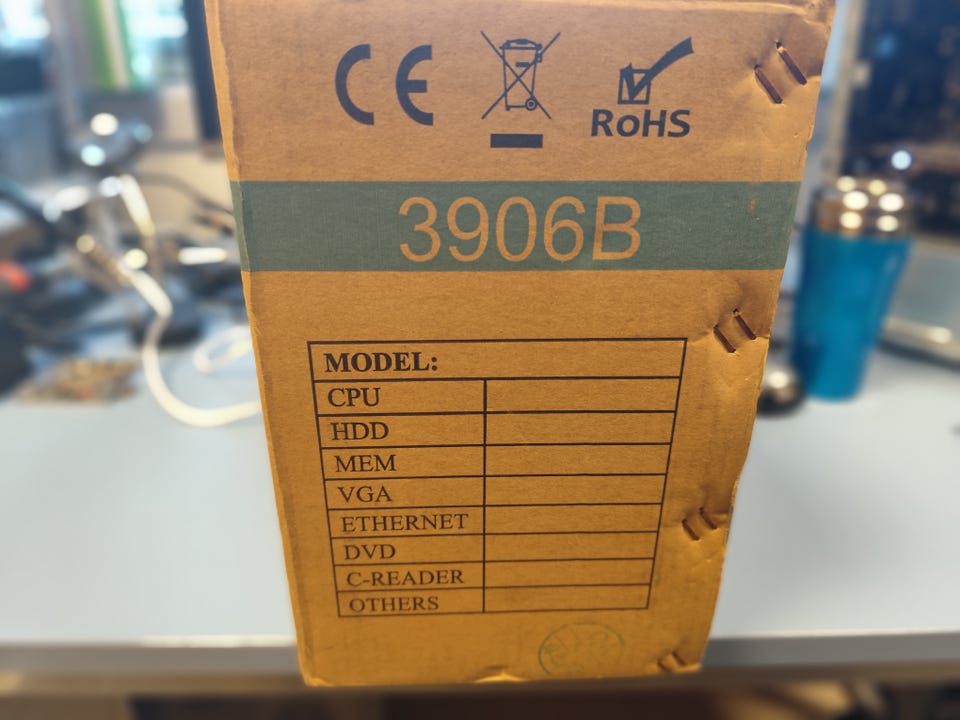 CE
RoHS
3906B
MODEL:
CPU
HDD
MEM
VGA
ETHERNET
DVD
C-READER
OTHERS